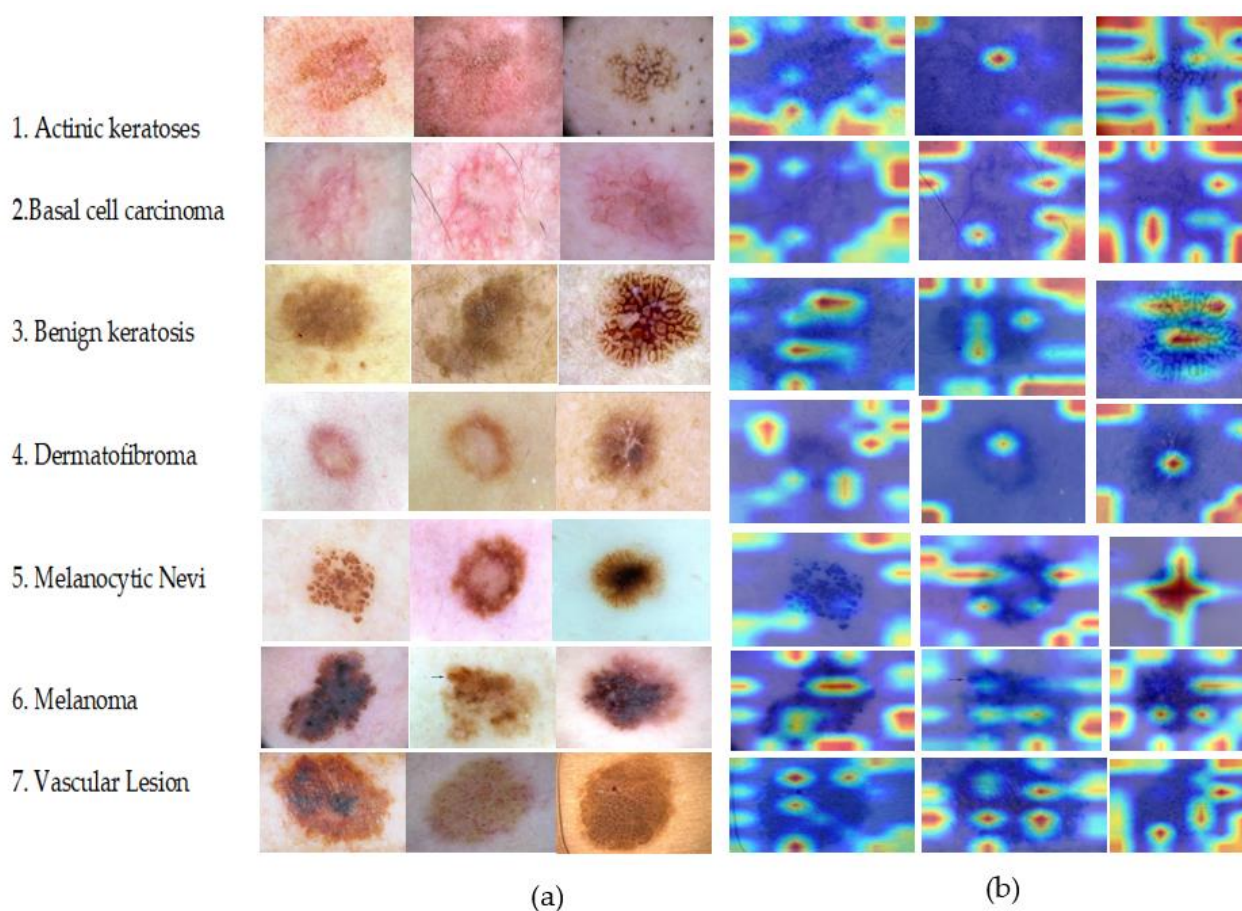 1. Actinic keratoses
2.Basal cell carcinoma
3. Benign keratosis
4. Dermatofibroma
5. Melanocytic Nevi
6. Melanoma
7. Vascular Lesion
(a)
(b)